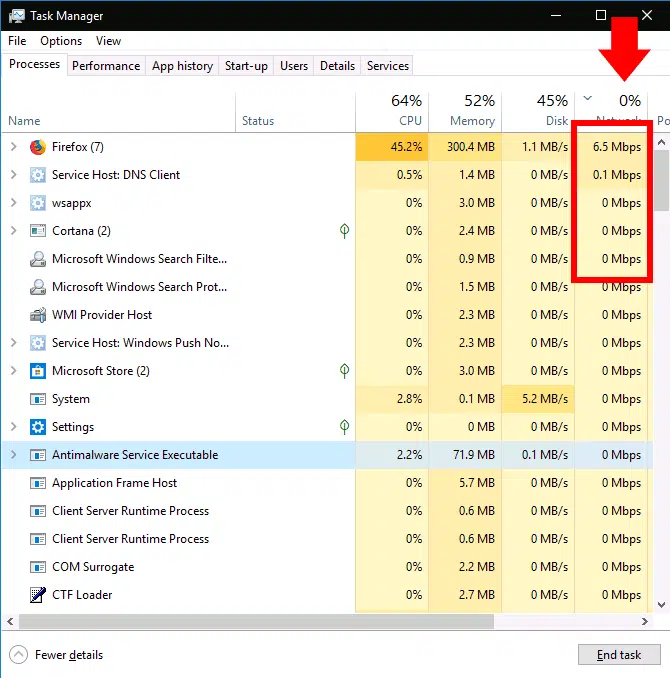 Task Manager
File Options View
Processes Performance App history Start-up Users Details Services
64% 52% 45% 0%
Name Status CPU Memory Disk Network Po
Firefox (7) 45.2% 300.4 MB 1.1 MB/s 6.5 Mbps
Service Host: DNS Client 0.5% 1.4 MB 0 MB/s 0.1 Mbps
wsappx 0% 3.0 MB 0 MB/s 0 Mbps
Cortana (2) 0% 2.4 MB 0 MB/s 0 Mbps
Microsoft Windows Search Filte... 0% 0.9 MB 0 MB/s 0 Mbps
Microsoft Windows Search Prot... 0% 1.5 MB 0 MB/s 0 Mbps
WMI Provider Host 0% 2.3 MB 0 MB/s 0 Mbps
Service Host: Windows Push No... 0% 2.3 MB 0 MB/s 0 Mbps
Microsoft Store (2) 0% 3.0 MB 0 MB/s 0 Mbps
System 2.8% 0.1 MB 5.2 MB/s 0 Mbps
Settings 0% 0 MB 0 MB/s 0 Mbps
Antimalware Service Executable 2.2% 71.9 MB 0.1 MB/s 0 Mbps
Application Frame Host 0% 5.7 MB 0 MB/s 0 Mbps
Client Server Runtime Process 0% 0.6 MB 0 MB/s 0 Mbps
Client Server Runtime Process 0% 0.6 MB 0 MB/s 0 Mbps
COM Surrogate 0% 2.2 MB 0 MB/s 0 Mbps
CTF Loader 0% 2.7 MB 0 MB/s 0 Mbps
Fewer details End task